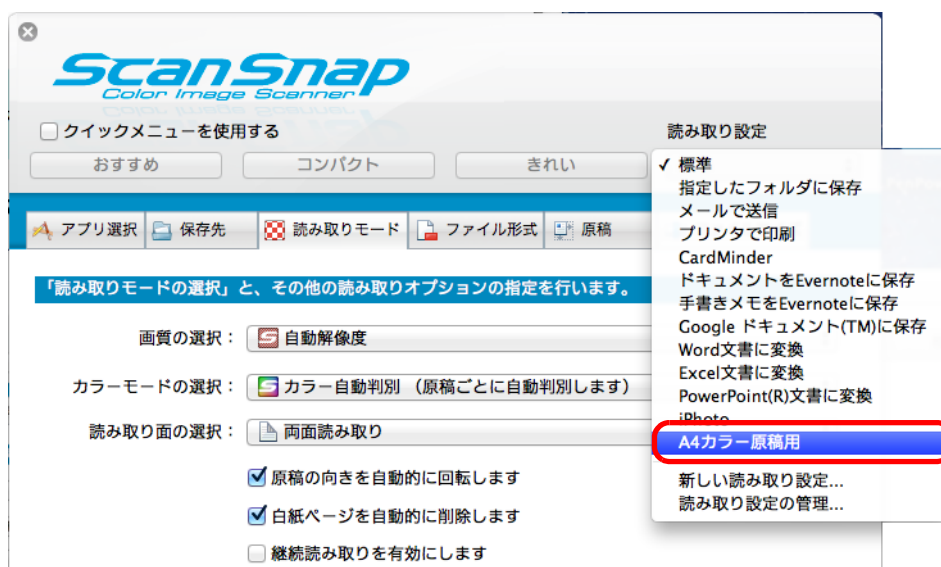 ScanSnap
Color Image Scanner
クイックメニューを使用する
読み取り設定
おすすめ
コンパクト
きれい
✓ 標準
指定したフォルダに保存
メールで送信
プリンタで印刷
CardMinder
ドキュメントをEvernoteに保存
手書きメモをEvernoteに保存
Google ドキュメント(TM)に保存
Word文書に変換
Excel文書に変換
PowerPoint(R)文書に変換
iPhoto
A4カラー原稿用
新しい読み取り設定...
読み取り設定の管理...
アプリ選択
保存先
読み取りモード
ファイル形式
原稿
「読み取りモードの選択」と、その他の読み取りオプションの指定を行います。
画質の選択：
自動解像度
カラーモードの選択：
カラー自動判別 （原稿ごとに自動判別します）
読み取り面の選択：
両面読み取り
原稿の向きを自動的に回転します
白紙ページを自動的に削除します
継続読み取りを有効にします